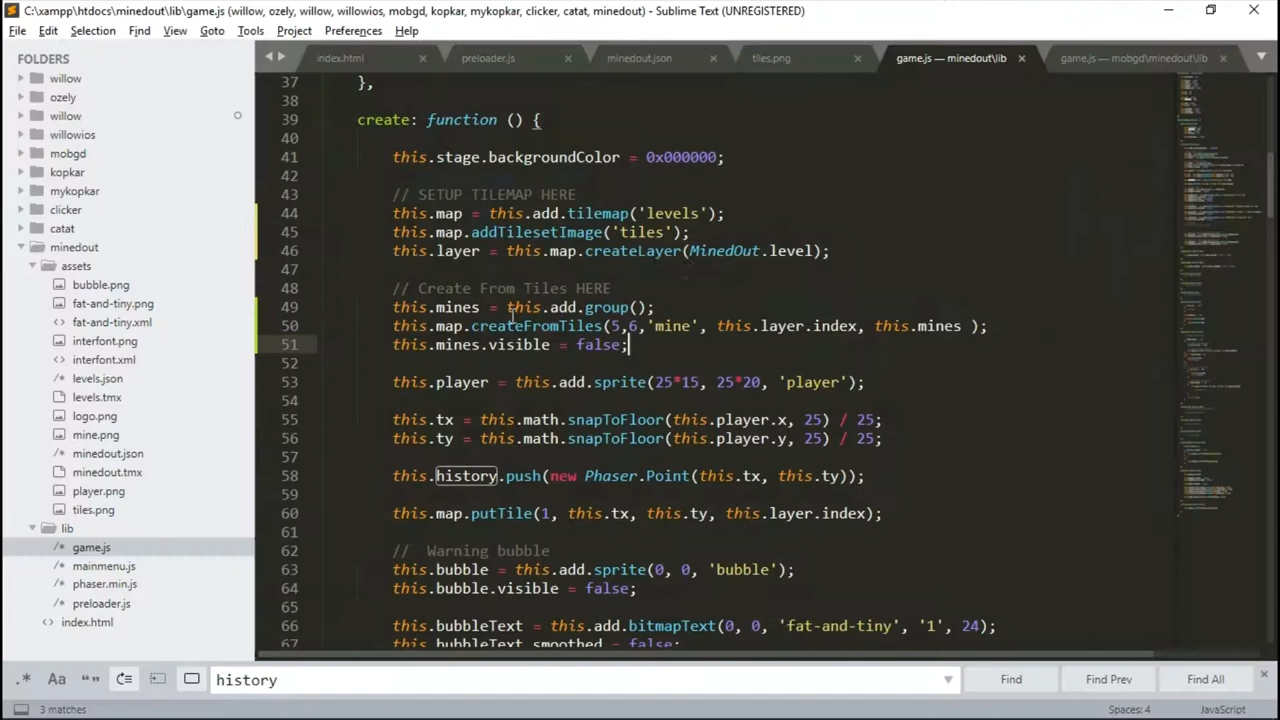 C:\xampp\htdocs\minedout\lib\game.js (willow, ozely, willow, willowios, mobgd, kopkar, mykopkar, clicker, catat, minedout) - Sublime Text (UNREGISTERED)
File Edit Selection Find View Goto Tools Project Preferences Help
FOLDERS
willow
ozely
willow
willowios
mobgd
kopkar
mykopkar
clicker
catat
minedout
assets
bubble.png
fat-and-tiny.png
fat-and-tiny.xml
interfont.png
interfont.xml
levels.json
levels.tmx
logo.png
mine.png
minedout.json
minedout.tmx
player.png
tiles.png
lib
game.js
mainmenu.js
phaser.min.js
preloader.js
index.html
index.html preloader.js minedout.json tiles.png game.js — minedout\lib game.js — mobgd\minedout\lib
37 },
38
39 create: function () {
40
41 this.stage.backgroundColor = 0x000000;
42
43 // SETUP TILMAP HERE
44 this.map = this.add.tilemap('levels');
45 this.map.addTilesetImage('tiles');
46 this.layer = this.map.createLayer(MinedOut.level);
47
48 // Create From Tiles HERE
49 this.mines = this.add.group();
50 this.map.createFromTiles(5,6,'mine', this.layer.index, this.mines );
51 this.mines.visible = false;
52
53 this.player = this.add.sprite(25*15, 25*20, 'player');
54
55 this.tx = this.math.snapToFloor(this.player.x, 25) / 25;
56 this.ty = this.math.snapToFloor(this.player.y, 25) / 25;
57
58 this.history.push(new Phaser.Point(this.tx, this.ty));
59
60 this.map.putTile(1, this.tx, this.ty, this.layer.index);
61
62 // Warning bubble
63 this.bubble = this.add.sprite(0, 0, 'bubble');
64 this.bubble.visible = false;
65
66 this.bubbleText = this.add.bitmapText(0, 0, 'fat-and-tiny', '1', 24);
67 this.bubbleText.smoothed = false;
.* Aa “” history Find Find Prev Find All
3 matches Spaces: 4 JavaScript